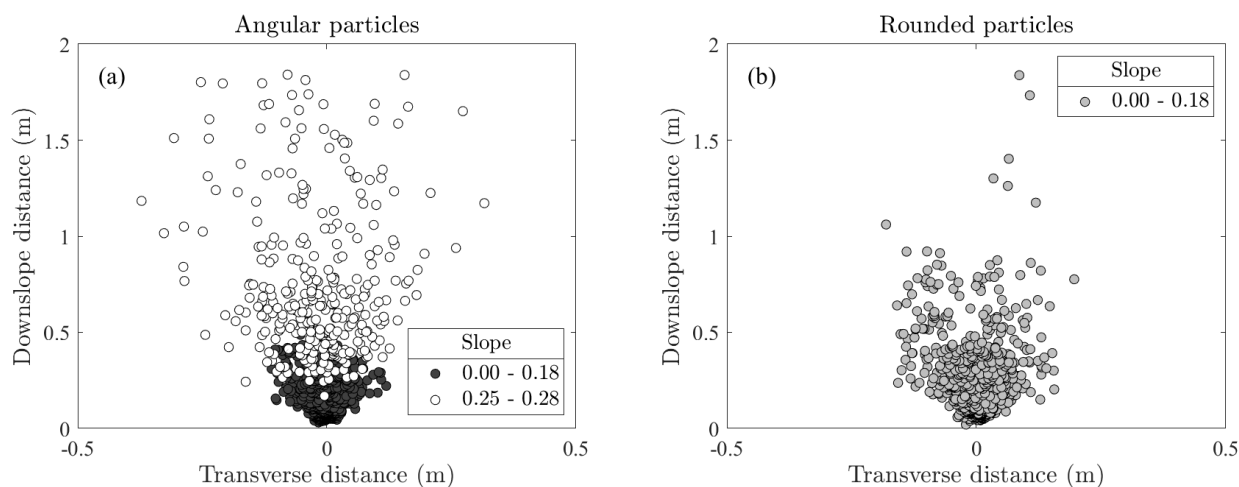 Angular particles
(a)
2
1.5
1
0.5
0
-0.5
0
0.5
Downslope distance (m)
Transverse distance (m)
Slope
0.00 - 0.18
0.25 - 0.28
Rounded particles
(b)
2
1.5
1
0.5
0
-0.5
0
0.5
Downslope distance (m)
Transverse distance (m)
Slope
0.00 - 0.18